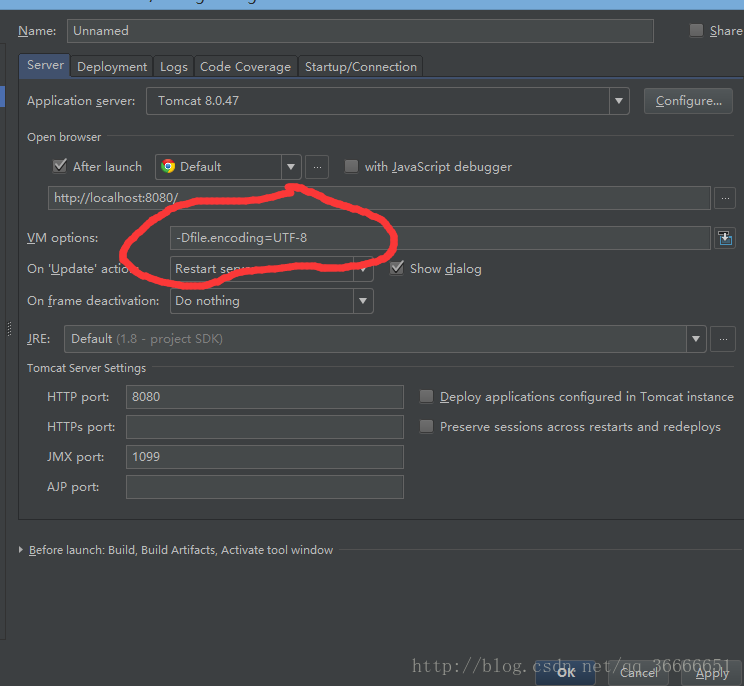 Name: Unnamed Share
Server Deployment Logs Code Coverage Startup/Connection
Application server: Tomcat 8.0.47 Configure...
Open browser
After launch Default ... with JavaScript debugger
http://localhost:8080/ ...
VM options: -Dfile.encoding=UTF-8
On 'Update' Restart Show dialog
On frame deactivation: Do nothing
JRE: Default (1.8 - project SDK) ...
Tomcat Server Settings
HTTP port: 8080 Deploy applications configured in Tomcat instance
HTTPs port: Preserve sessions across restarts and redeploys
JMX port: 1099
AJP port:
Before launch: Build, Build Artifacts, Activate tool window
http://blog.csdn.net/qq_36666651
OK Cancel Apply